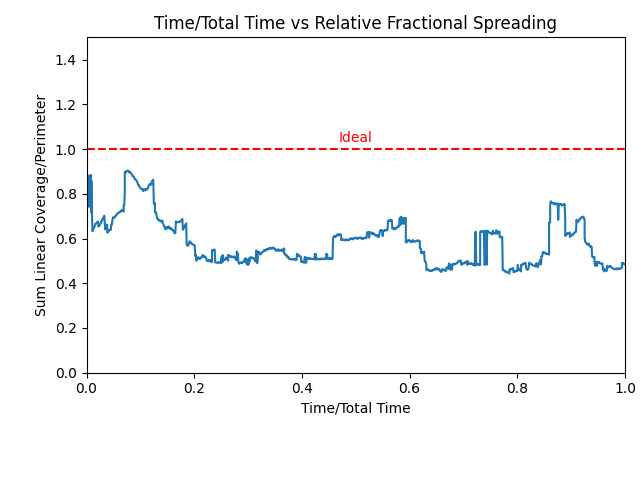 Time/Total Time vs Relative Fractional Spreading
Sum Linear Coverage/Perimeter
1.4
1.2
1.0
0.8
0.6
0.4
0.2
0.0
Ideal
0.0 0.2 0.4 0.6 0.8 1.0
Time/Total Time